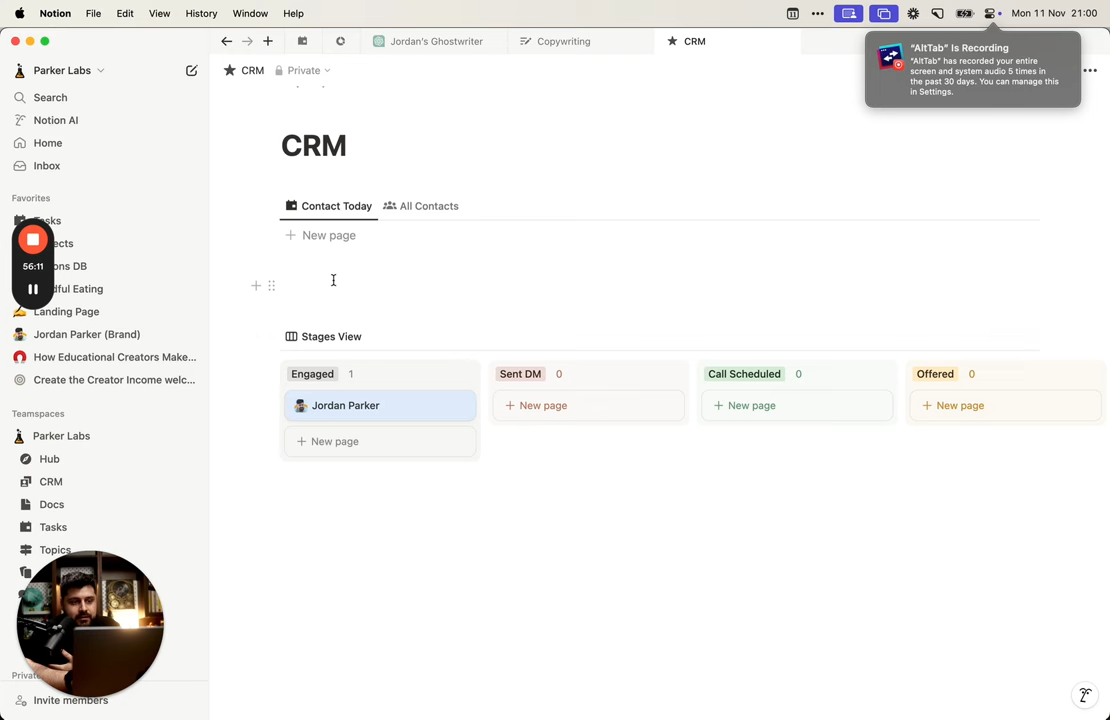 Notion File Edit View History Window Help
Mon 11 Nov 21:00
Jordan's Ghostwriter
Copywriting
CRM
"AltTab" Is Recording
"AltTab" has recorded your entire
screen and system audio 5 times in
the past 30 days. You can manage this
in Settings.
Parker Labs
CRM Private
Search
Notion AI
Home
Inbox
Favorites
Landing Page
Jordan Parker (Brand)
How Educational Creators Make...
Create the Creator Income welc...
56:11
Teamspaces
Parker Labs
Hub
CRM
Docs
Tasks
Topics
Invite members
CRM
Contact Today All Contacts
New page
Stages View
Engaged 1
Jordan Parker
New page
Sent DM 0
New page
Call Scheduled 0
New page
Offered 0
New page